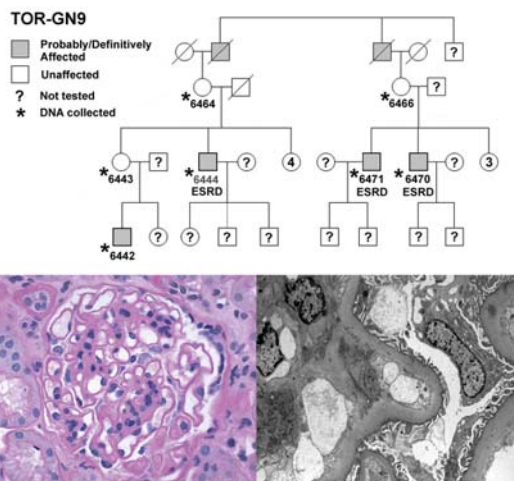 TOR-GN9
Probably/Definitively
Affected
Unaffected
? Not tested
* DNA collected
?
*6464
*6466
?
*6443
?
*6444
ESRD
?
4
?
*6471
ESRD
*6470
ESRD
?
3
*6442
?
?
?
?
?
?
?
?